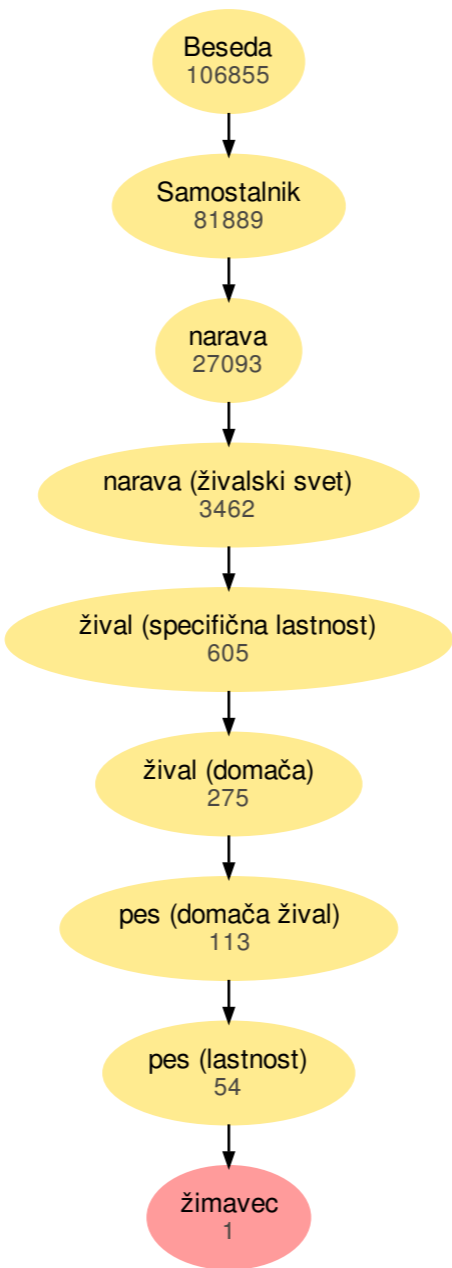 Beseda
106855
Samostalnik
81889
narava
27093
narava (živalski svet)
3462
žival (specifična lastnost)
605
žival (domača)
275
pes (domača žival)
113
pes (lastnost)
54
žimavec
1